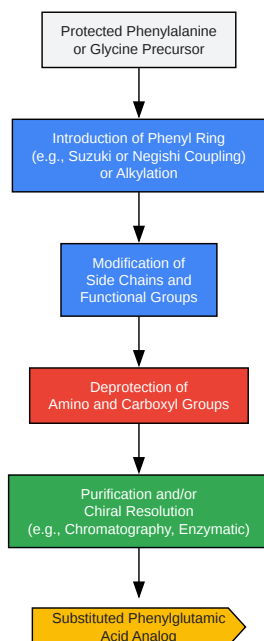 Protected Phenylalanine
or Glycine Precursor
Introduction of Phenyl Ring
(e.g., Suzuki or Negishi Coupling)
or Alkylation
Modification of
Side Chains and
Functional Groups
Deprotection of
Amino and Carboxyl Groups
Purification and/or
Chiral Resolution
(e.g., Chromatography, Enzymatic)
Substituted Phenylglutamic
Acid Analog